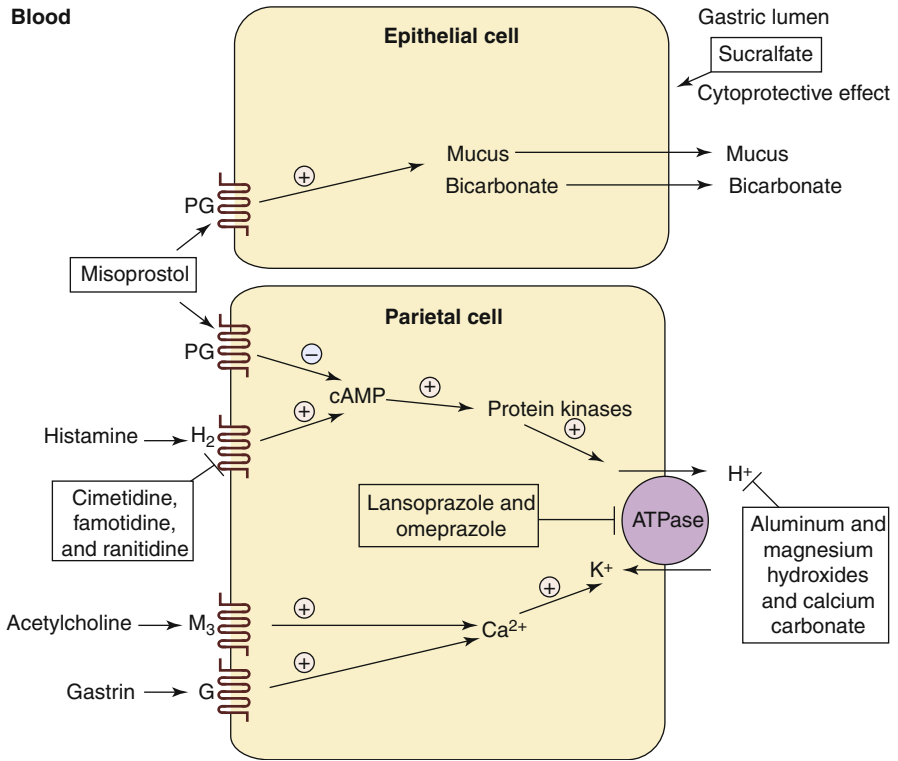 Blood
Gastric lumen
Epithelial cell
Sucralfate
Cytoprotective effect
+
Mucus
Mucus
Bicarbonate
Bicarbonate
PG
Misoprostol
Parietal cell
PG
−
cAMP
+
Protein kinases
+
+
Histamine
H2
H+
Cimetidine,
famotidine,
and ranitidine
Lansoprazole and
omeprazole
ATPase
Aluminum and
magnesium
hydroxides
and calcium
carbonate
K+
+
Acetylcholine
M3
+
Ca2+
+
Gastrin
G